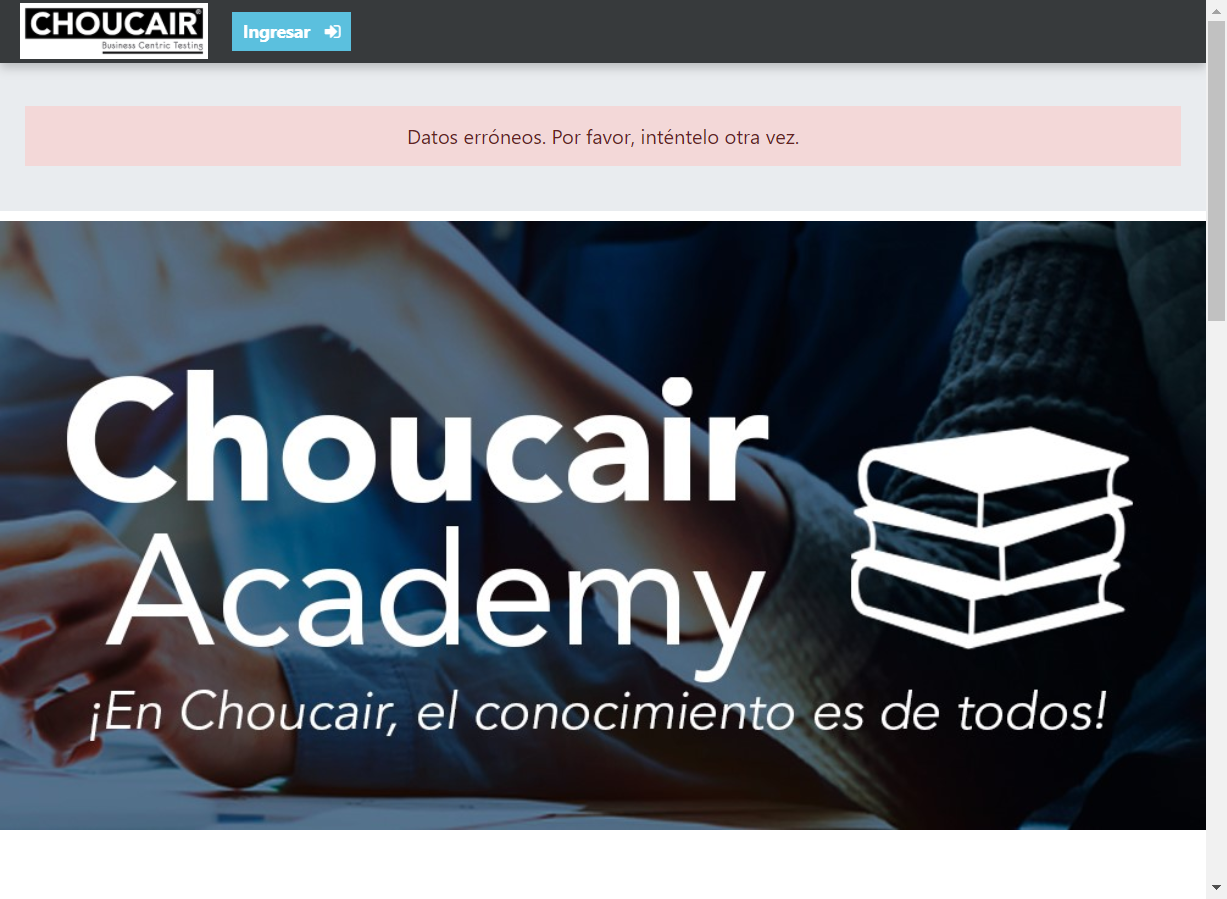 CHOUCAIR®
Business Centric Testing
Ingresar
Datos erróneos. Por favor, inténtelo otra vez.
Choucair
Academy
¡En Choucair, el conocimiento es de todos!